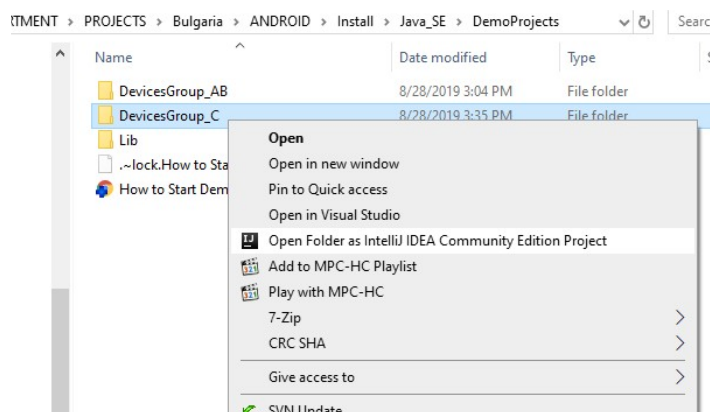 TMENT > PROJECTS > Bulgaria > ANDROID > Install > Java_SE > DemoProjects
Name Date modified Type
DevicesGroup_AB 8/28/2019 3:04 PM File folder
DevicesGroup_C 8/28/2019 3:35 PM File folder
Lib
.~lock.How to Sta
How to Start Dem
Open
Open in new window
Pin to Quick access
Open in Visual Studio
Open Folder as IntelliJ IDEA Community Edition Project
Add to MPC-HC Playlist
Play with MPC-HC
7-Zip
CRC SHA
Give access to
SVN Update